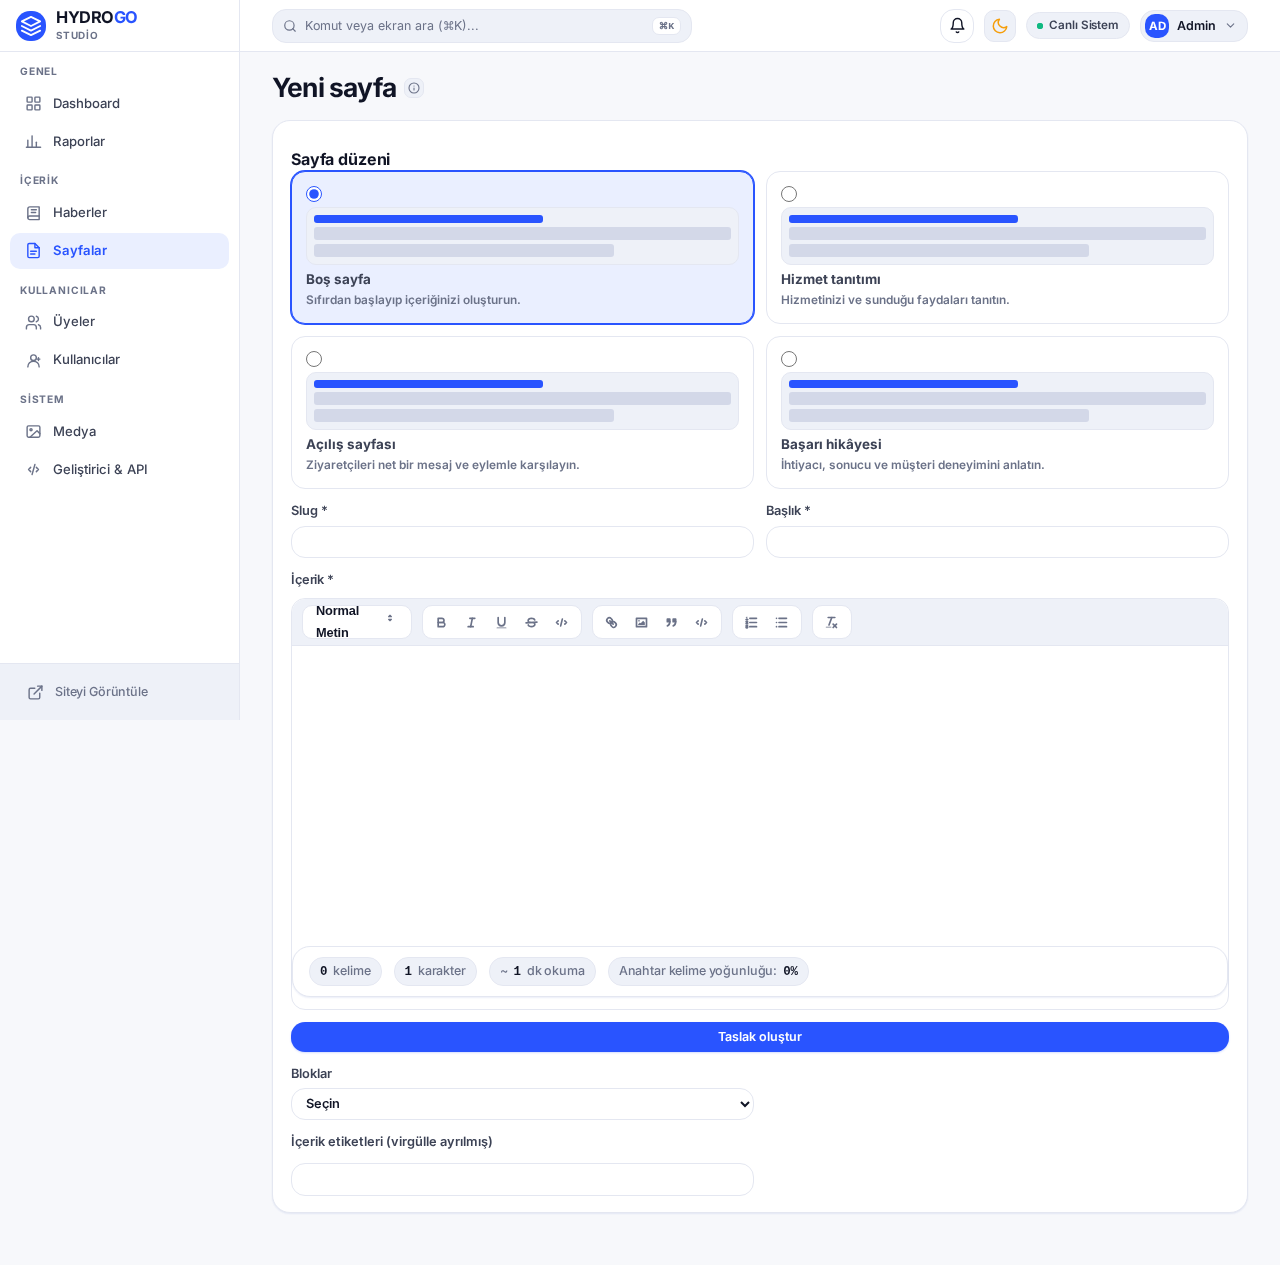 HYDROGO
STUDİO
Komut veya ekran ara (⌘K)...
⌘K
Canlı Sistem
AD
Admin
GENEL
Dashboard
Raporlar
İÇERİK
Haberler
Sayfalar
KULLANICILAR
Üyeler
Kullanıcılar
SİSTEM
Medya
Geliştirici & API
Siteyi Görüntüle
Yeni sayfa
Sayfa düzeni
Boş sayfa
Sıfırdan başlayıp içeriğinizi oluşturun.
Hizmet tanıtımı
Hizmetinizi ve sunduğu faydaları tanıtın.
Açılış sayfası
Ziyaretçileri net bir mesaj ve eylemle karşılayın.
Başarı hikâyesi
İhtiyacı, sonucu ve müşteri deneyimini anlatın.
Slug *
Başlık *
İçerik *
Normal
Metin
0 kelime
1 karakter
~ 1 dk okuma
Anahtar kelime yoğunluğu: 0%
Taslak oluştur
Bloklar
Seçin
İçerik etiketleri (virgülle ayrılmış)